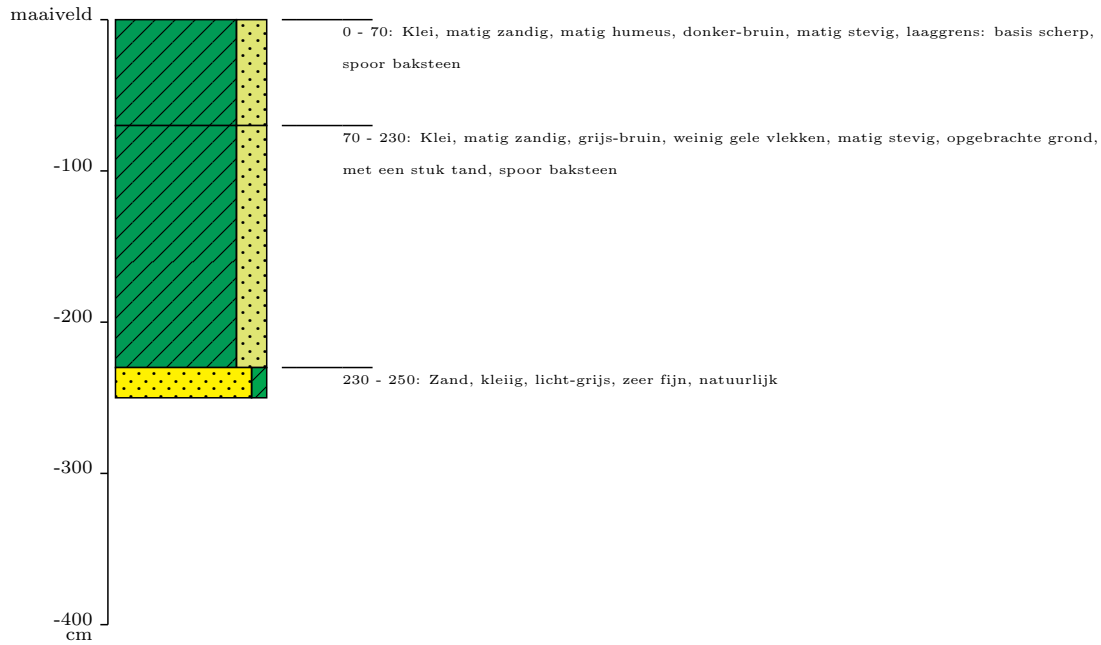 maaiveld
0 - 70: Klei, matig zandig, matig humeus, donker-bruin, matig stevig, laaggrens: basis scherp,
spoor baksteen
70 - 230: Klei, matig zandig, grijs-bruin, weinig gele vlekken, matig stevig, opgebrachte grond,
-100
met een stuk tand, spoor baksteen
-200
230 - 250: Zand, kleiig, licht-grijs, zeer fijn, natuurlijk
-300
-400
cm